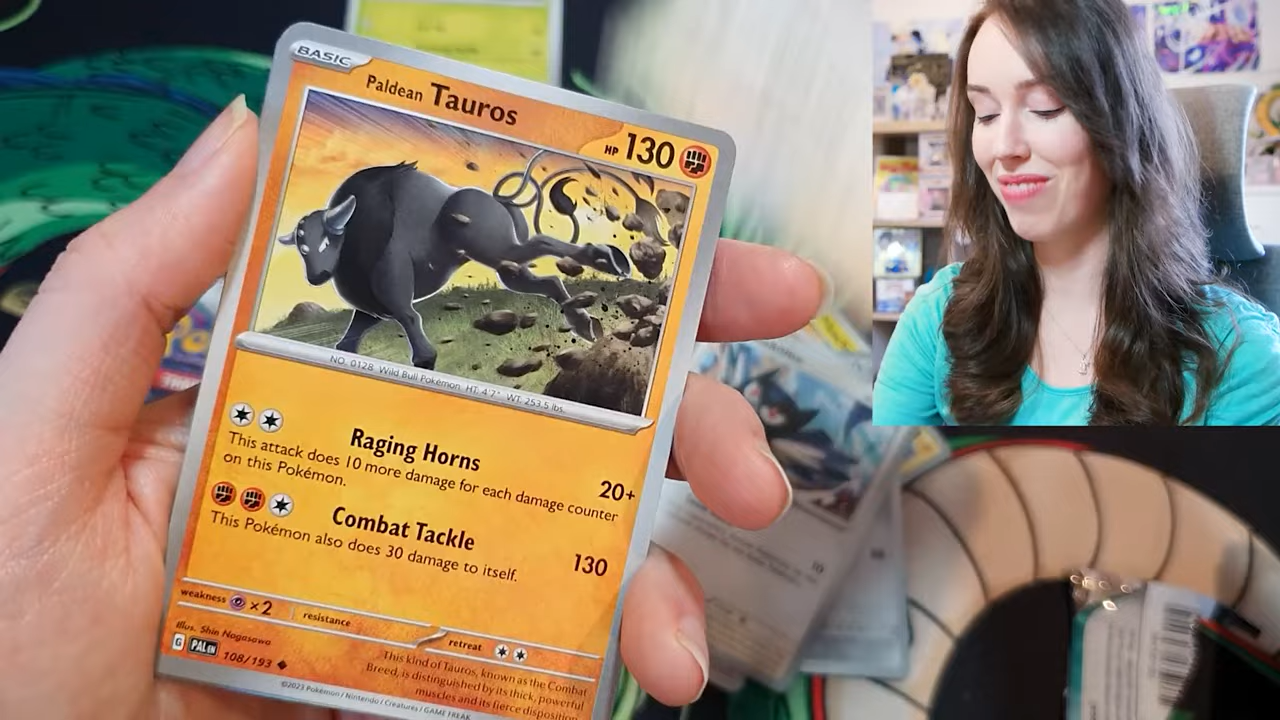 BASIC
Paldean Tauros
HP 130
NO. 0128 Wild Bull Pokémon HT: 4'7" WT: 253.5 lbs.
Raging Horns
20+
This attack does 10 more damage for each damage counter
on this Pokémon.
Combat Tackle
130
This Pokémon also does 30 damage to itself.
weakness ×2 resistance retreat
Illus. Shin Nagasawa
G PAL EN 108/193
This kind of Tauros, known as the Combat
Breed, is distinguished by its thick, powerful
muscles and its fierce disposition.
©2023 Pokémon / Nintendo / Creatures / GAME FREAK
10